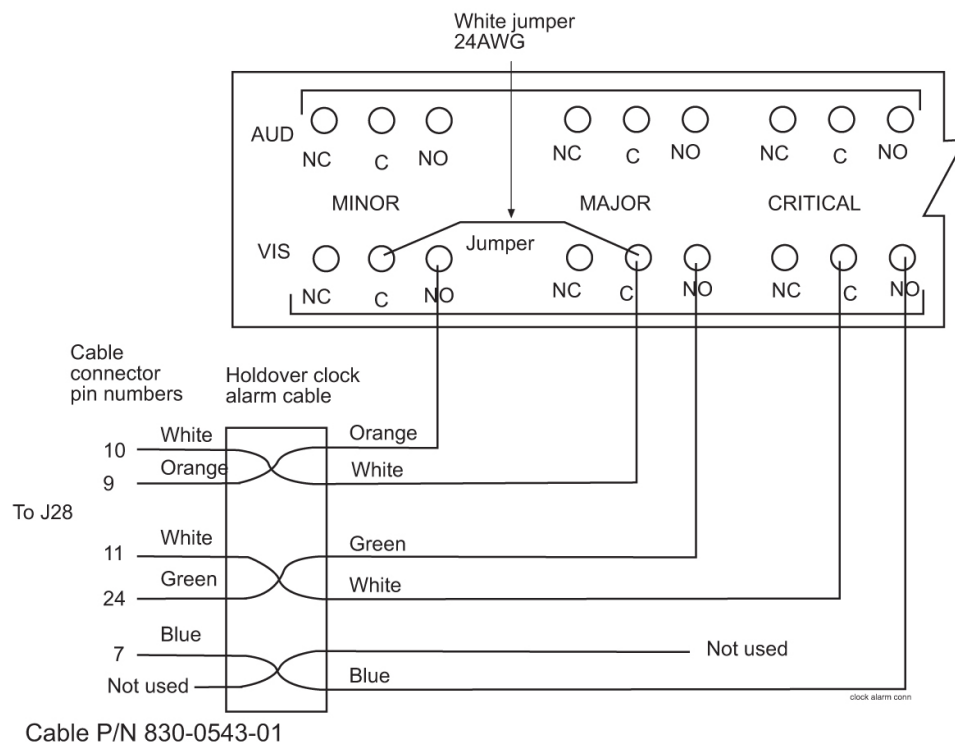 White jumper
24AWG
AUD
NC C NO NC C NO NC C NO
MINOR MAJOR CRITICAL
VIS Jumper
NC C NO NC C NO NC C NO
Cable
connector
pin numbers
Holdover clock
alarm cable
10 White Orange
9 Orange White
To J28
11 White Green
24 Green White
7 Blue Not used
Not used Blue
clock alarm conn
Cable P/N 830-0543-01